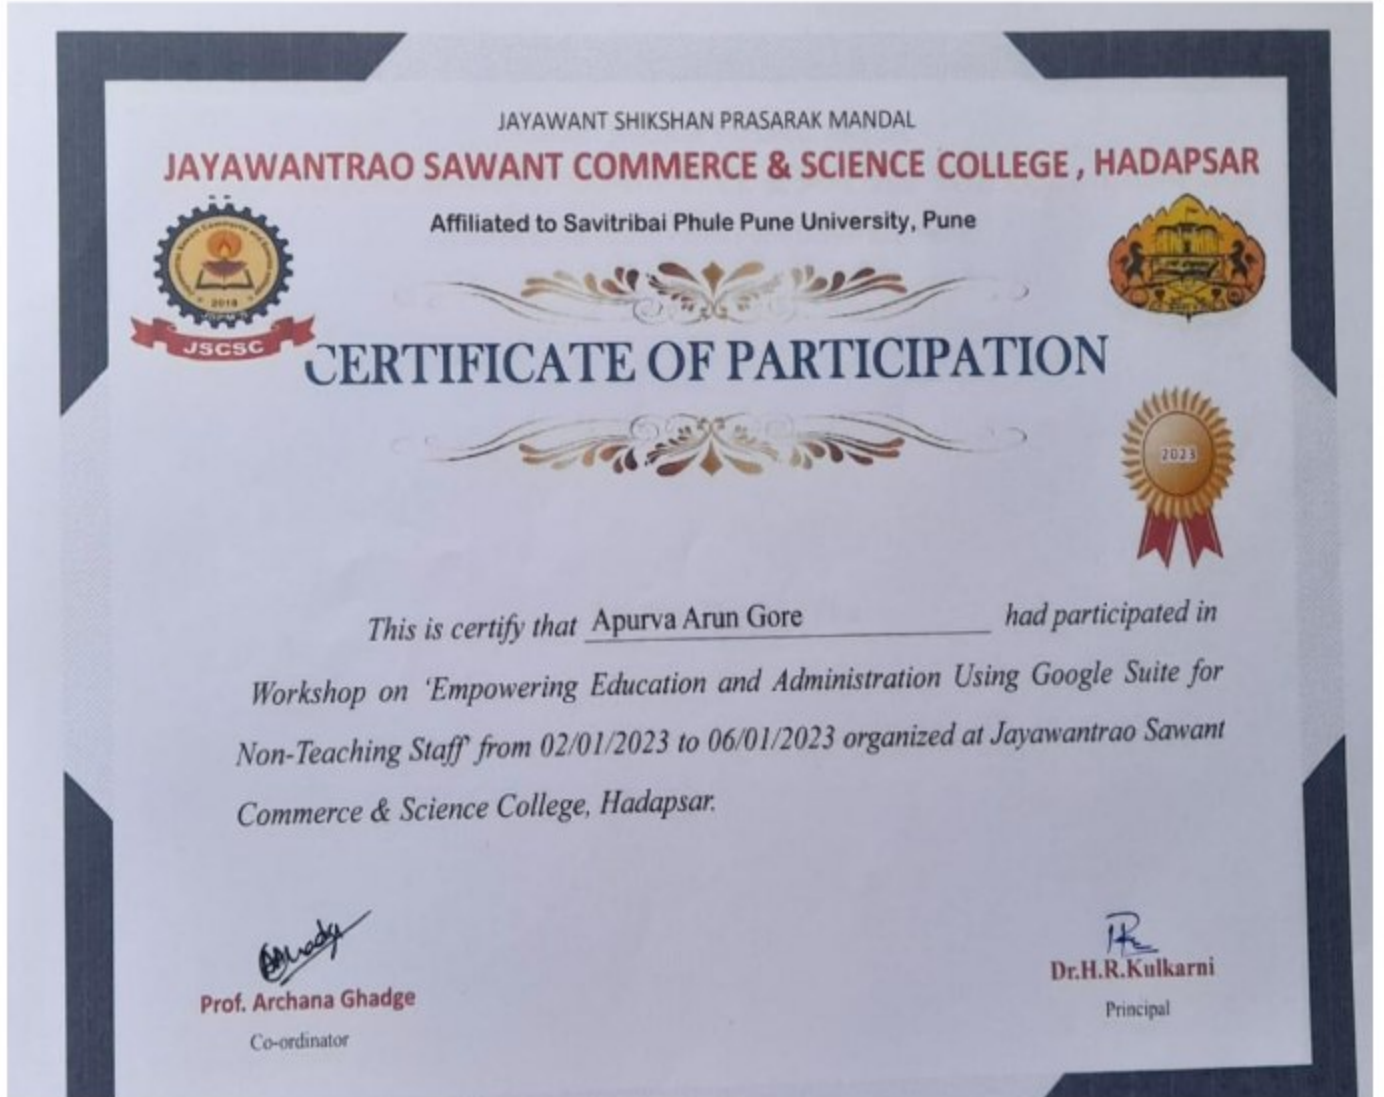 JAYAWANT SHIKSHAN PRASARAK MANDAL
JAYAWANTRAO SAWANT COMMERCE & SCIENCE COLLEGE , HADAPSAR
Affiliated to Savitribai Phule Pune University, Pune
2018
JSCSC
CERTIFICATE OF PARTICIPATION
2023
This is certify that Apurva Arun Gore had participated in
Workshop on ‘Empowering Education and Administration Using Google Suite for
Non-Teaching Staff’ from 02/01/2023 to 06/01/2023 organized at Jayawantrao Sawant
Commerce & Science College, Hadapsar.
Prof. Archana Ghadge
Co-ordinator
Dr.H.R.Kulkarni
Principal